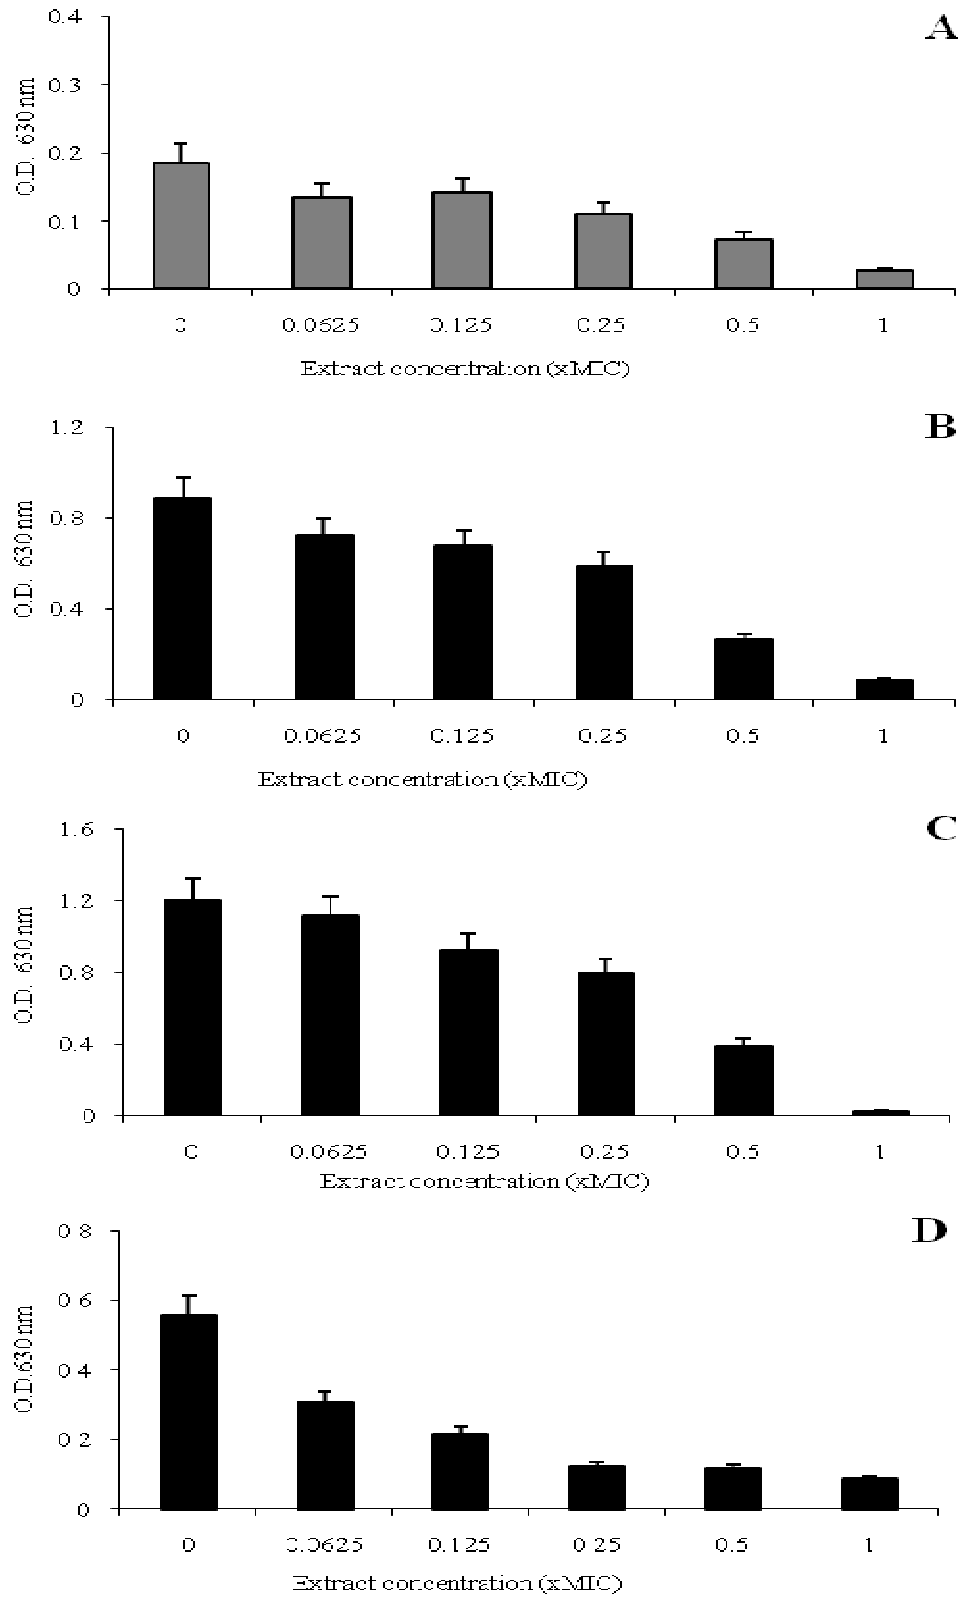 A
0.4
0.3
0.2
0.1
0
O.D. 630nm
0 0.0625 0.125 0.25 0.5 1
Extract concentration (xMIC)
B
1.2
0.8
0.4
0
O.D. 630nm
0 0.0625 0.125 0.25 0.5 1
Extract concentration (xMIC)
C
1.6
1.2
0.8
0.4
0
O.D. 630nm
0 0.0625 0.125 0.25 0.5 1
Extract concentration (xMIC)
D
0.8
0.6
0.4
0.2
0
O.D.630nm
0 0.0625 0.125 0.25 0.5 1
Extract concentration (xMIC)